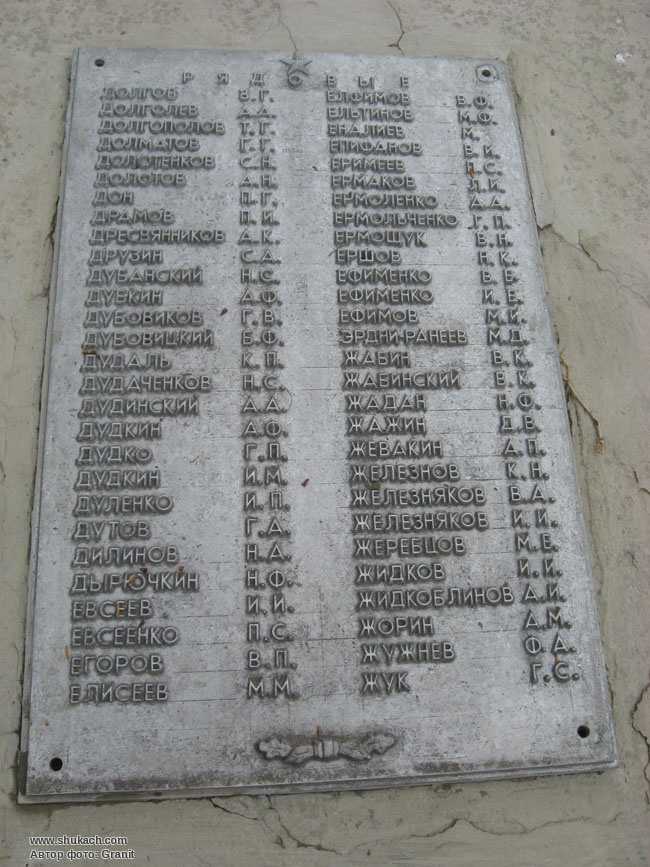 РЯДОВЫЕ
6
ДОЛГОВ В.Г.
ДОЛГОЛЕВ А.А.
ДОЛГОПОЛОВ Т.Г.
ДОЛМАТОВ Г.Г.
ДОЛОТЕНКОВ С.Н.
ДОЛОТОВ А.Н.
ДОН П.Г.
ДРАМОВ П.И.
ДРЕСВЯННИКОВ А.К.
ДРУЗИН С.А.
ДУБАНСКИЙ Н.С.
ДУБКИН А.Ф.
ДУБОВИКОВ Г.В.
ДУБОВИЦКИЙ Б.Ф.
ДУДАЛЬ К.П.
ДУДАЧЕНКОВ Н.С.
ДУДИНСКИЙ А.А.
ДУДКИН А.Ф.
ДУДКО Г.П.
ДУДКИН И.М.
ДУЛЕНКО И.П.
ДУТОВ Г.А.
ДИЛИНОВ Н.А.
ДЫРЮЧКИН Н.Ф.
ЕВСЕЕВ И.И.
ЕВСЕЕНКО П.С.
ЕГОРОВ В.П.
ЕЛИСЕЕВ М.М.
ЕЛФИМОВ В.Ф.
ЕЛЬТИНОВ М.Ф.
ЕНАЛИЕВ М.
ЕПИФАНОВ В.И.
ЕРИМЕЕВ П.С.
ЕРМАКОВ Л.И.
ЕРМОЛЕНКО А.А.
ЕРМОЛЬЧЕНКО Г.П.
ЕРМОЩУК В.Н.
ЕРШОВ Н.К.
ЕФИМЕНКО В.Е.
ЕФИМЕНКО И.Е.
ЕФИМОВ М.И.
ЭРДНИ-РАНЕЕВ М.Д.
ЖАБИН В.К.
ЖАБИНСКИЙ В.К.
ЖАДАН Н.Ф.
ЖАЖИН Д.В.
ЖЕВАКИН А.П.
ЖЕЛЕЗНОВ К.Н.
ЖЕЛЕЗНЯКОВ В.А.
ЖЕЛЕЗНЯКОВ И.И.
ЖЕРЕБЦОВ М.Е.
ЖИДКОВ И.И.
ЖИДКОБЛИНОВ А.И.
ЖОРИН А.М.
ЖУЖНЕВ Ф.А.
ЖУК Г.С.
www.shukach.com
Автор фото: Granit